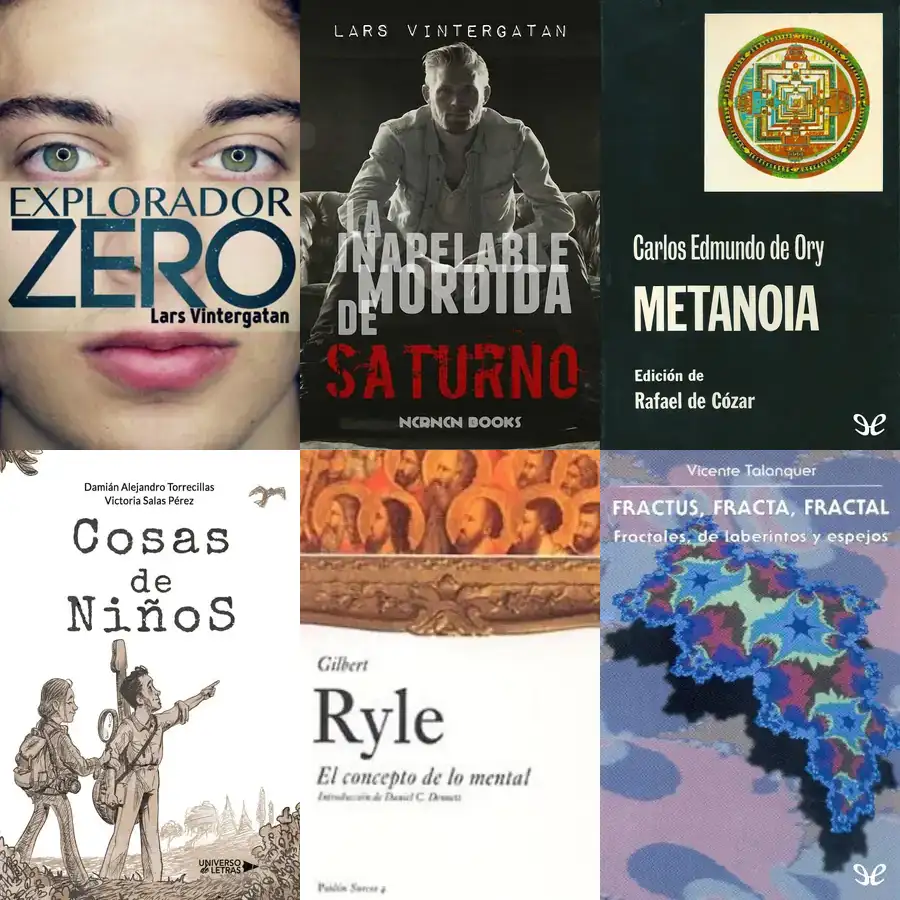 EXPLORADOR
ZERO
Lars Vintergatan
LARS VINTERGATAN
LA
INAPELABLE
MORDIDA
DE
SATURNO
NCRNCN BOOKS
Carlos Edmundo de Ory
METANOIA
Edición de
Rafael de Cózar
Damián Alejandro Torrecillas
Victoria Salas Pérez
Cosas
de
NiñoS
UNIVERSO
DE LETRAS
Gilbert
Ryle
El concepto de lo mental
Introducción de Daniel C. Dennett
Paidós Surcos 4
Vicente Talanquer
FRACTUS, FRACTA, FRACTAL
Fractales, de laberintos y espejos